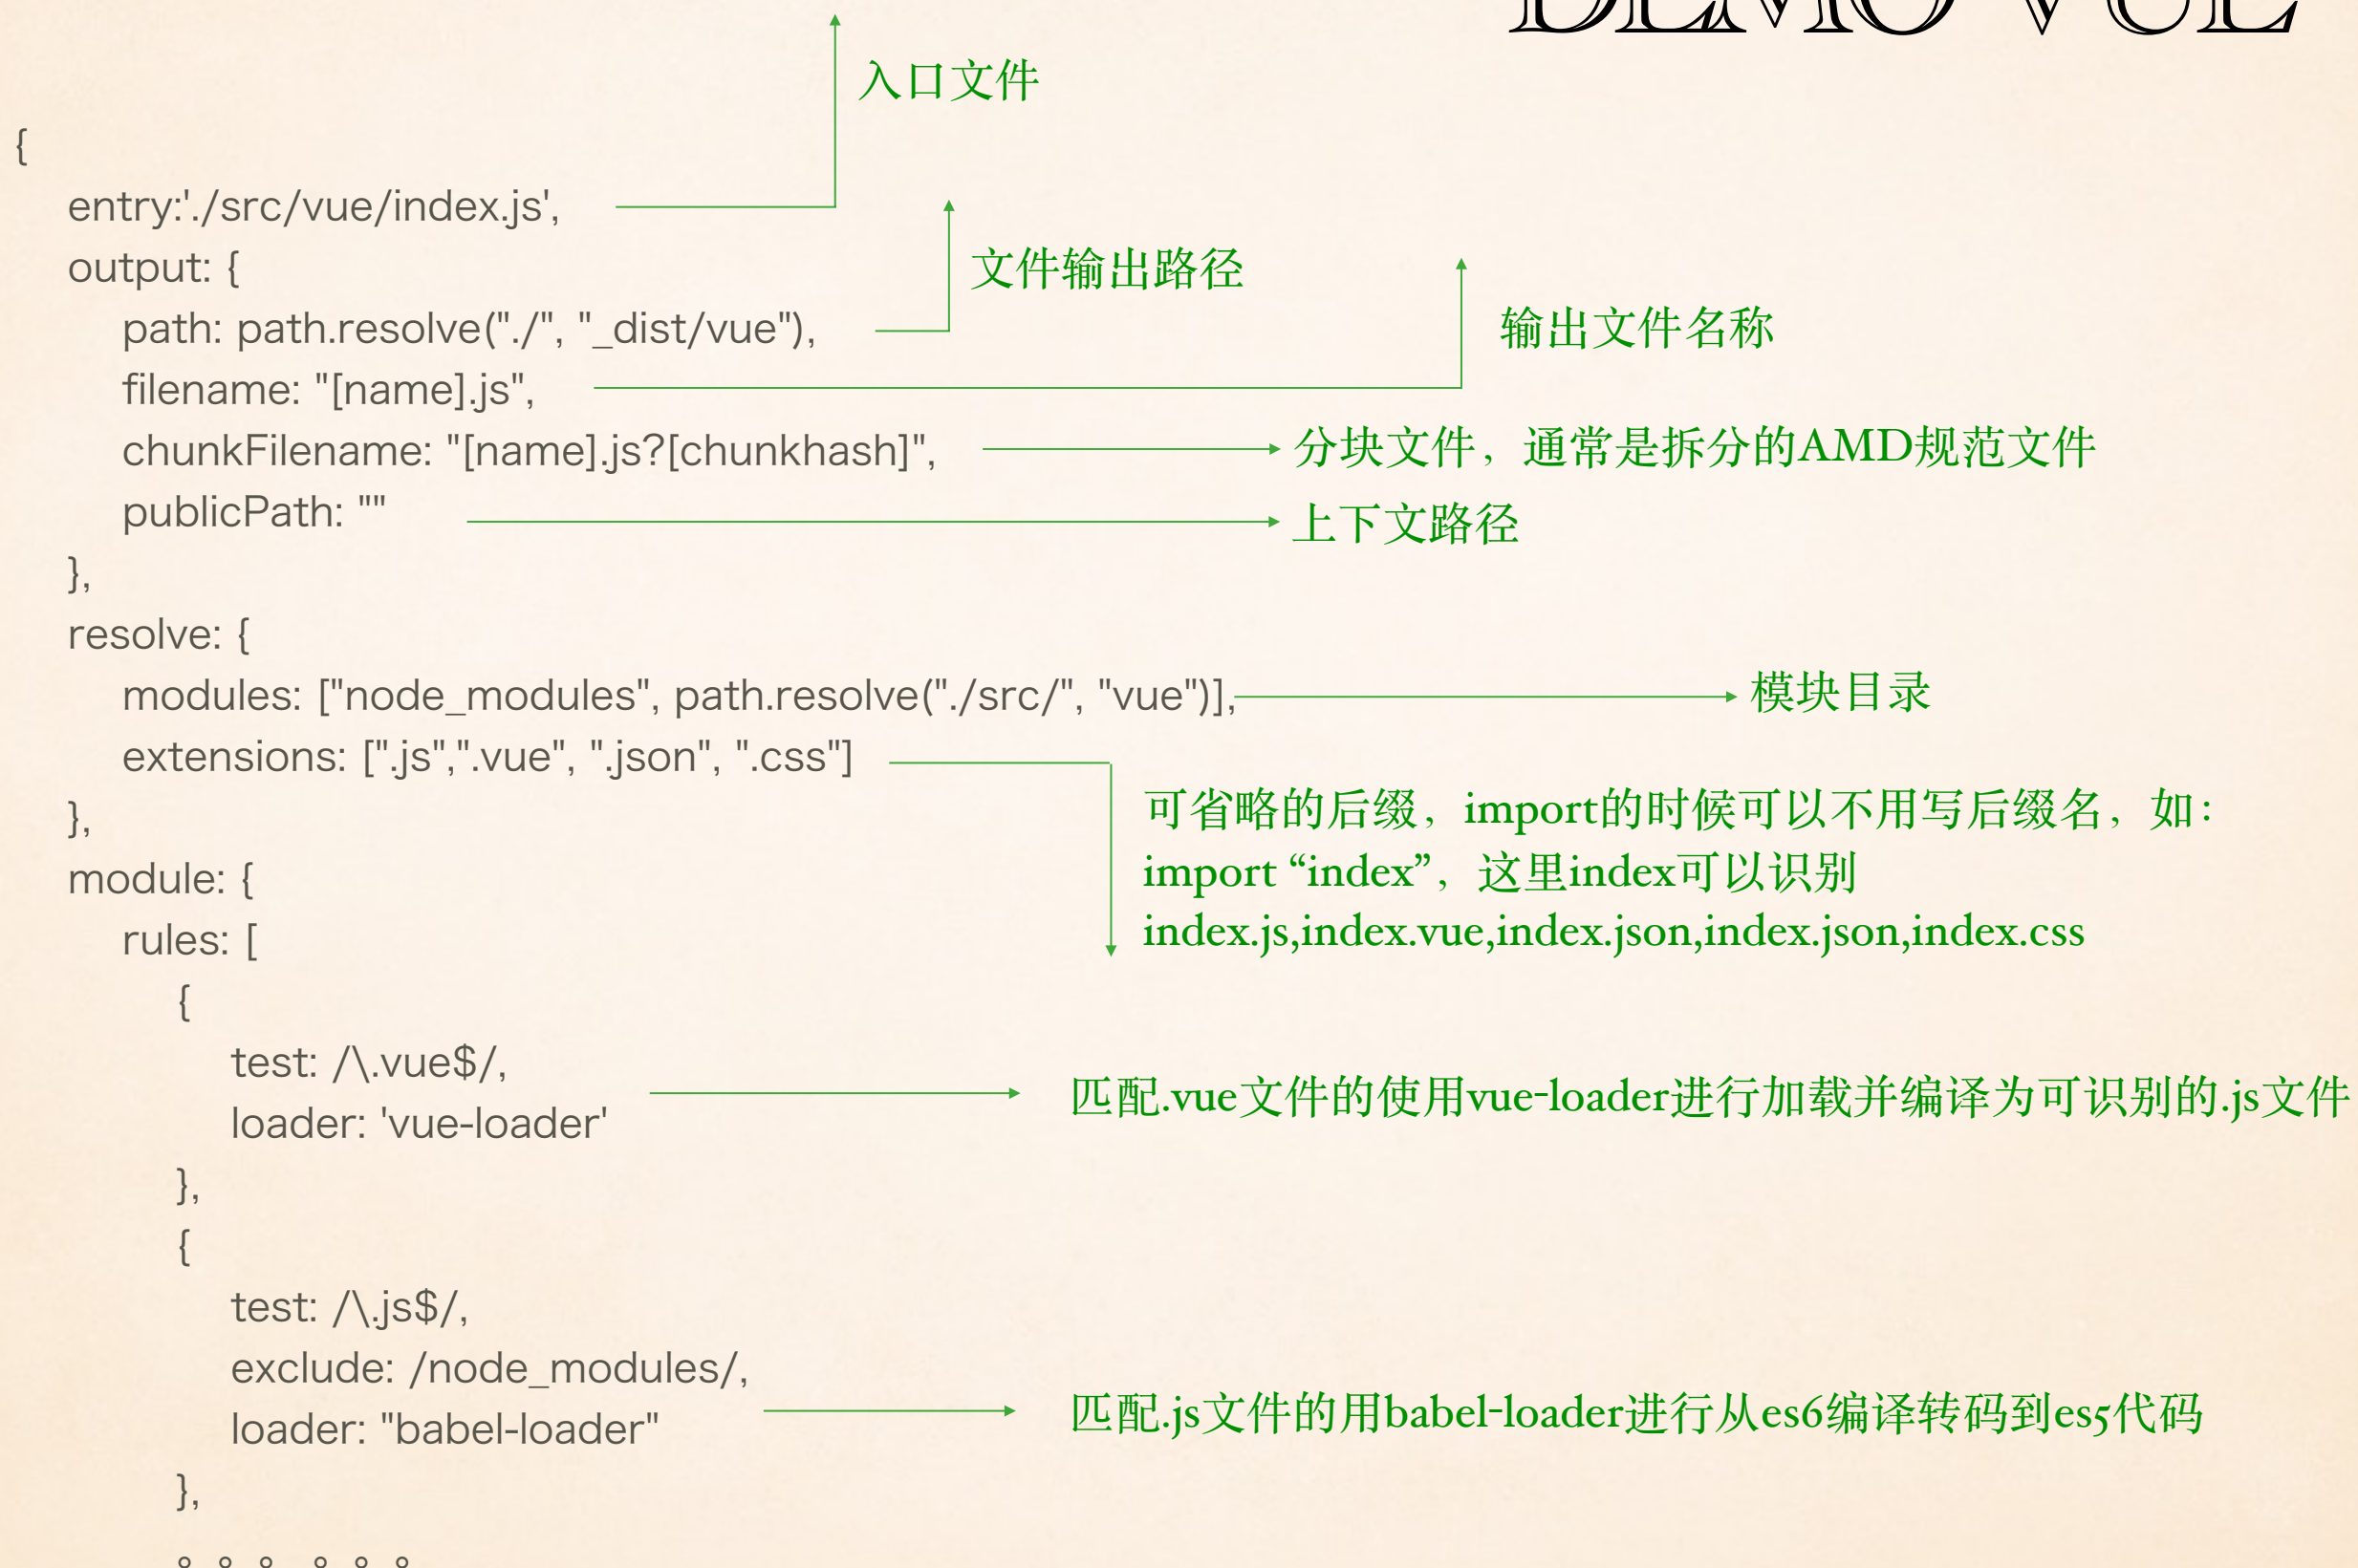 DEMO VUE
入口文件
{
entry:'./src/vue/index.js',
output: {
文件输出路径
path: path.resolve("./", "_dist/vue"),
输出文件名称
filename: "[name].js",
chunkFilename: "[name].js?[chunkhash]",
分块文件，通常是拆分的AMD规范文件
publicPath: ""
上下文路径
},
resolve: {
modules: ["node_modules", path.resolve("./src/", "vue")],
模块目录
extensions: [".js",".vue", ".json", ".css"]
可省略的后缀，import的时候可以不用写后缀名，如：
import “index”，这里index可以识别
index.js,index.vue,index.json,index.json,index.css
},
module: {
rules: [
{
test: /\.vue$/,
loader: 'vue-loader'
匹配.vue文件的使用vue-loader进行加载并编译为可识别的.js文件
},
{
test: /\.js$/,
exclude: /node_modules/,
loader: "babel-loader"
匹配.js文件的用babel-loader进行从es6编译转码到es5代码
},
。。。 。。。